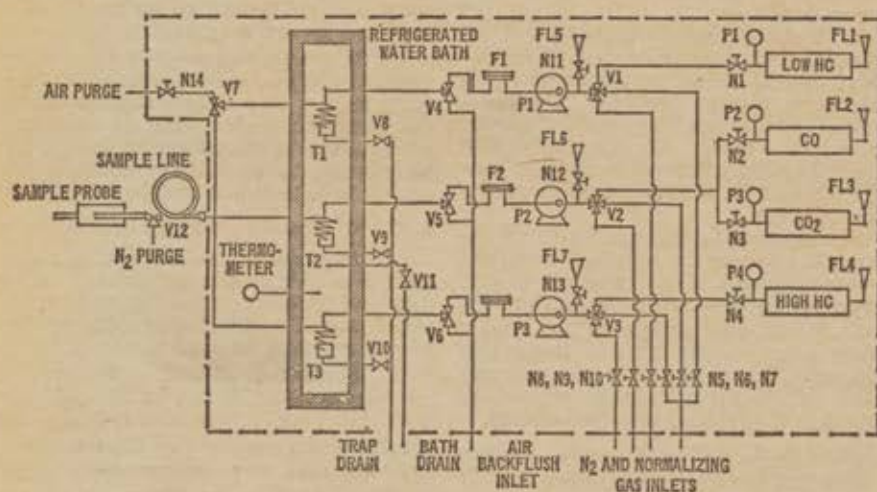 REFRIGERATED
WATER BATH
AIR PURGE
N14
V7
F1
FL5
N11
P1
V4
V1
P1
N1
FL1
LOW HC
V8
T1
P2
N2
FL2
CO
SAMPLE LINE
SAMPLE PROBE
V12
N2 PURGE
F2
FL6
N12
P2
V5
V2
P3
N3
FL3
CO2
V9
T2
THERMO-
METER
V11
FL7
N13
P3
V6
V3
P4
N4
FL4
HIGH HC
V10
T3
N8, N9, N10
N5, N6, N7
TRAP
DRAIN
BATH
DRAIN
AIR
BACKFLUSH
INLET
N2 AND NORMALIZING
GAS INLETS